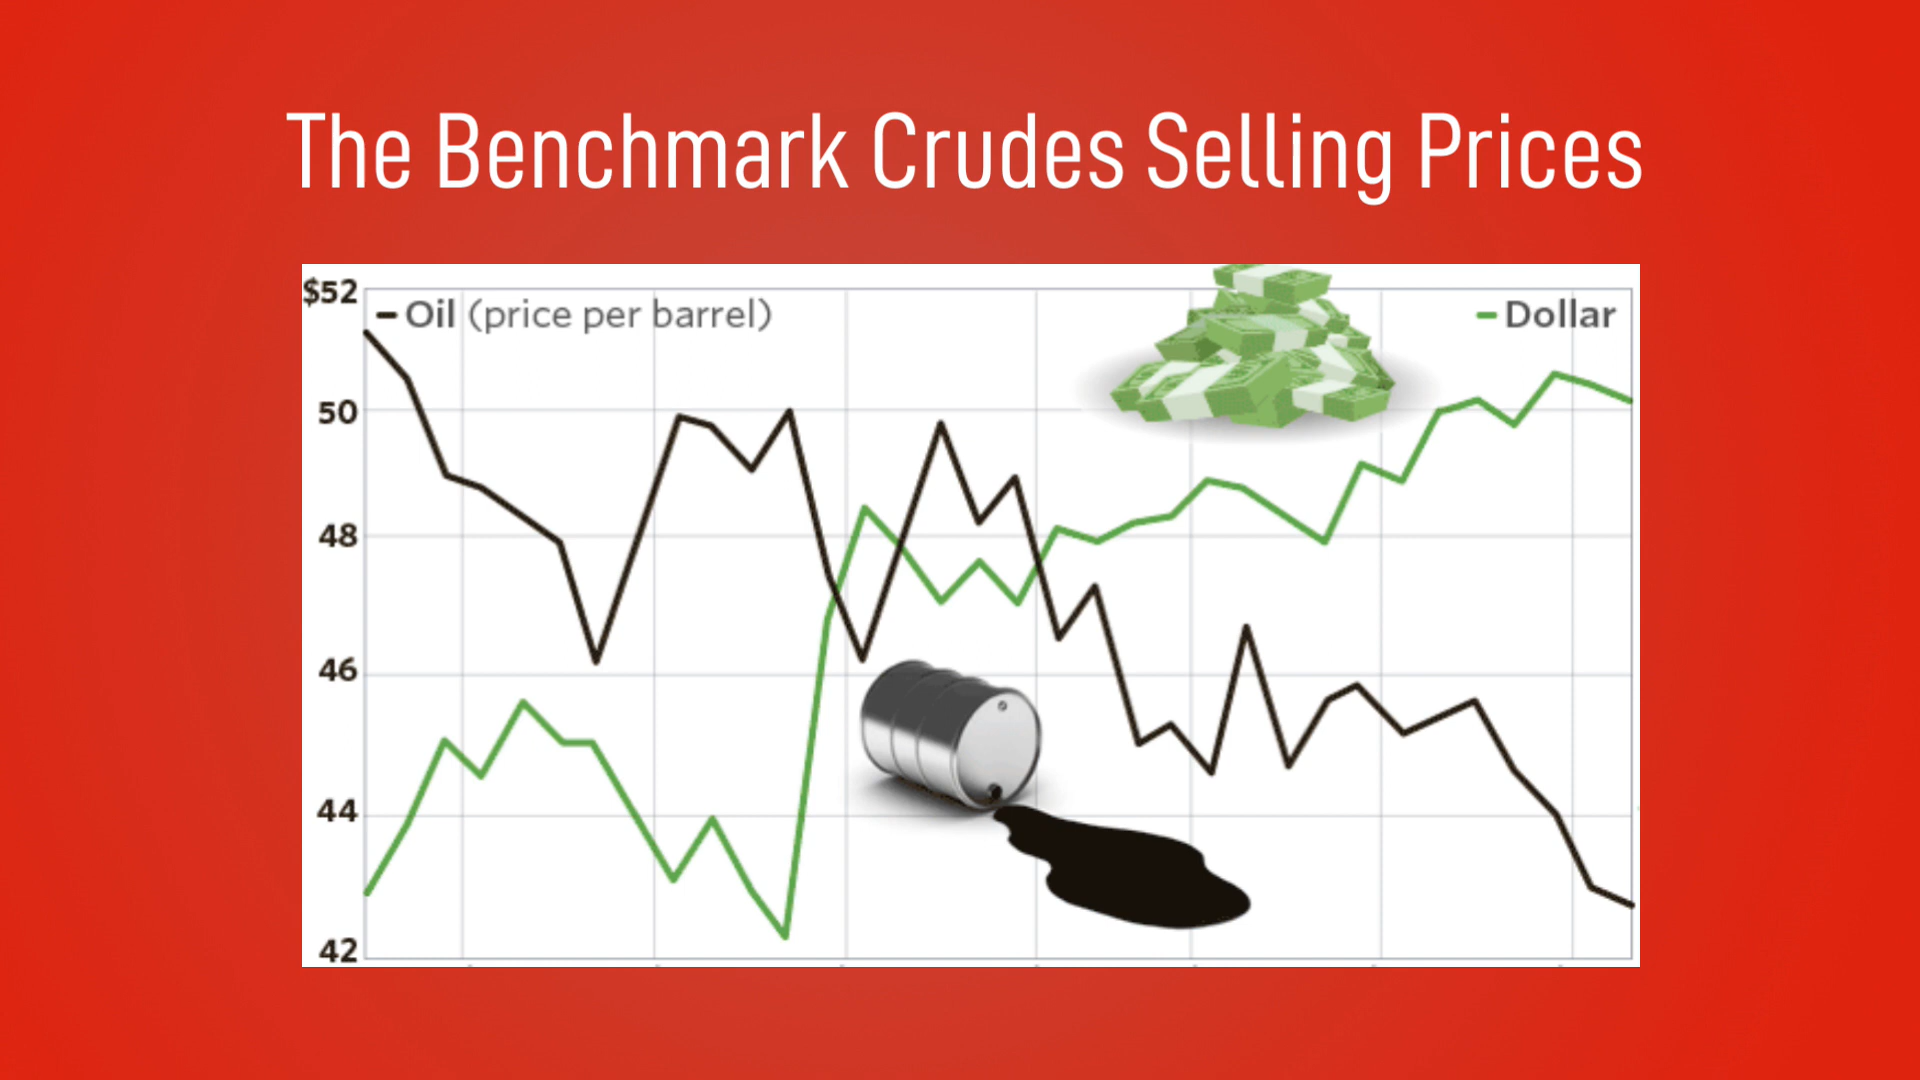 The Benchmark Crudes Selling Prices
$52
Oil (price per barrel)
Dollar
50
48
46
44
42